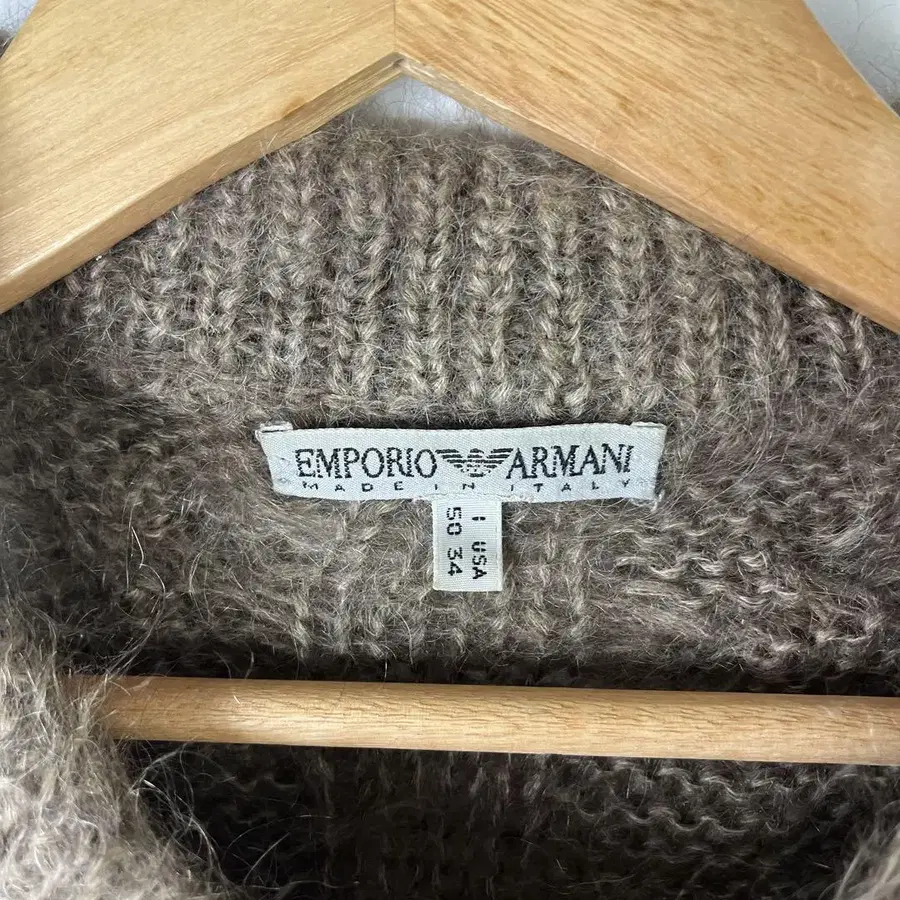 EMPORIO ARMANI
MADE IN ITALY
I USA
50 34